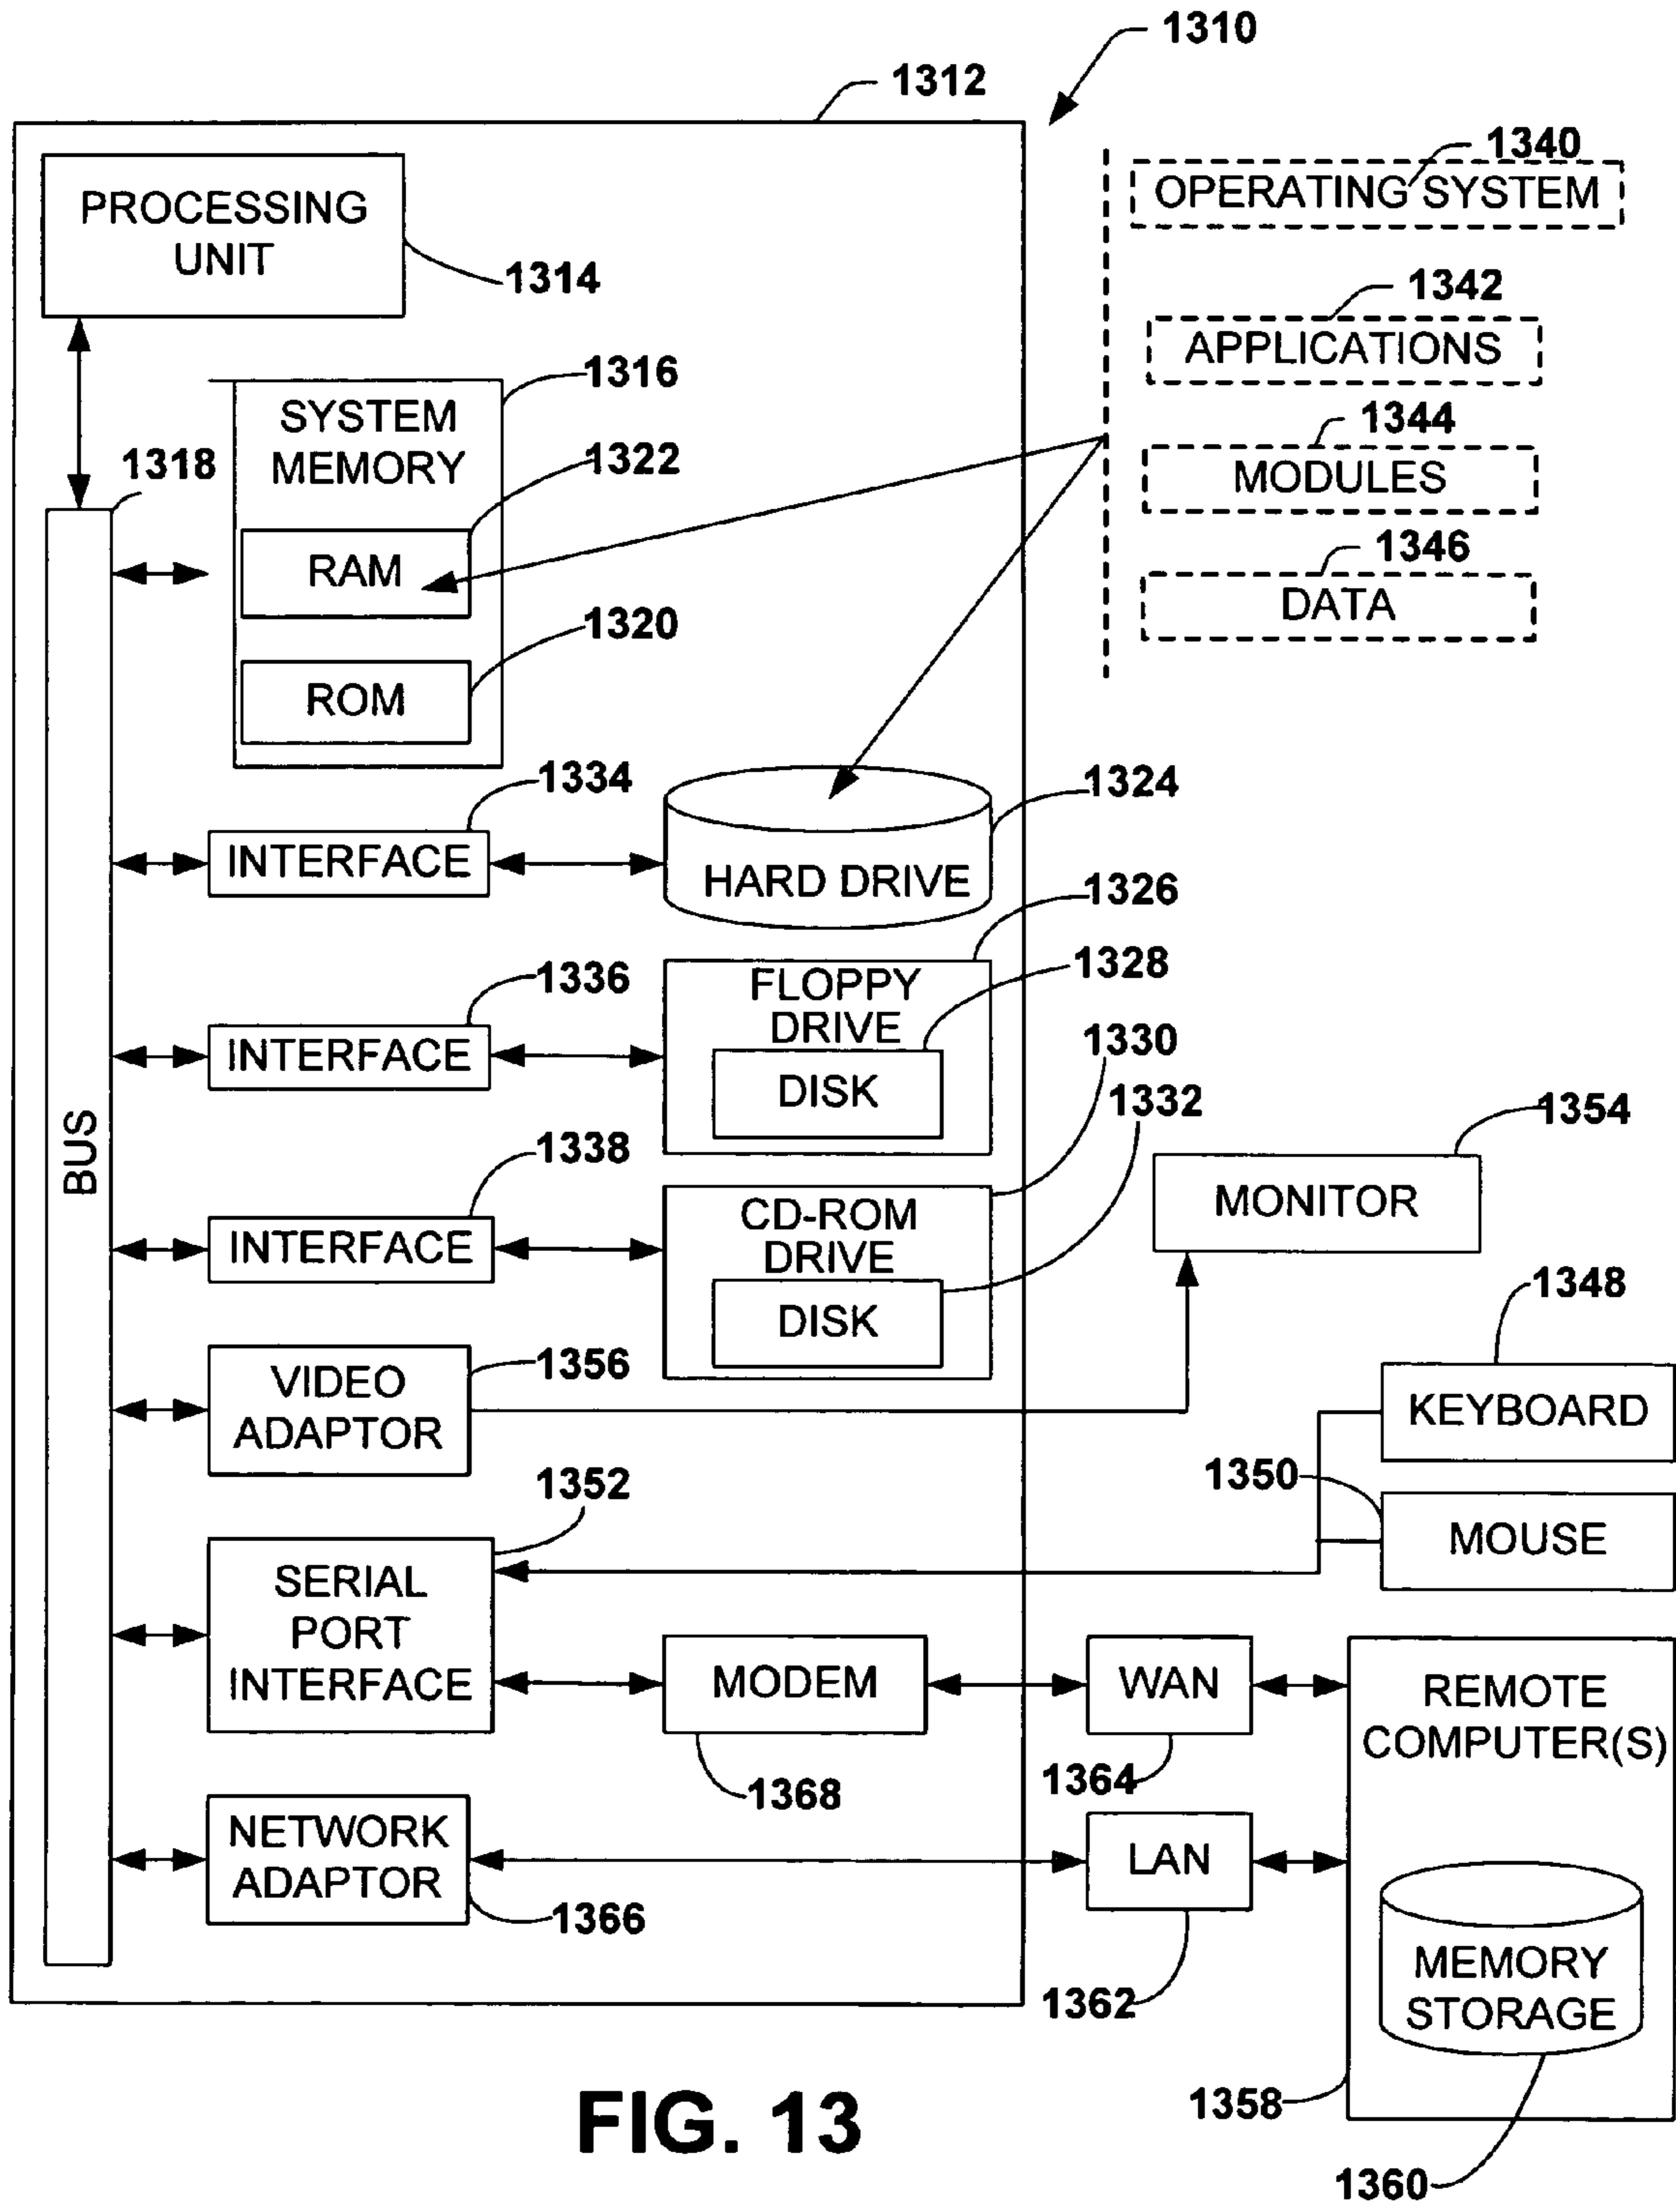 1310
1312
PROCESSING
UNIT
1314
1340
OPERATING SYSTEM
1342
APPLICATIONS
1344
MODULES
1346
DATA
1316
SYSTEM
MEMORY
1322
1318
RAM
1320
ROM
1334
INTERFACE
1324
HARD DRIVE
1326
1336
INTERFACE
FLOPPY
DRIVE
1328
DISK
1330
1332
BUS
1338
INTERFACE
CD-ROM
DRIVE
DISK
1354
MONITOR
1356
VIDEO
ADAPTOR
1348
KEYBOARD
1350
MOUSE
1352
SERIAL
PORT
INTERFACE
MODEM
1368
WAN
1364
REMOTE
COMPUTER(S)
NETWORK
ADAPTOR
1366
LAN
1362
MEMORY
STORAGE
1358
1360
FIG. 13